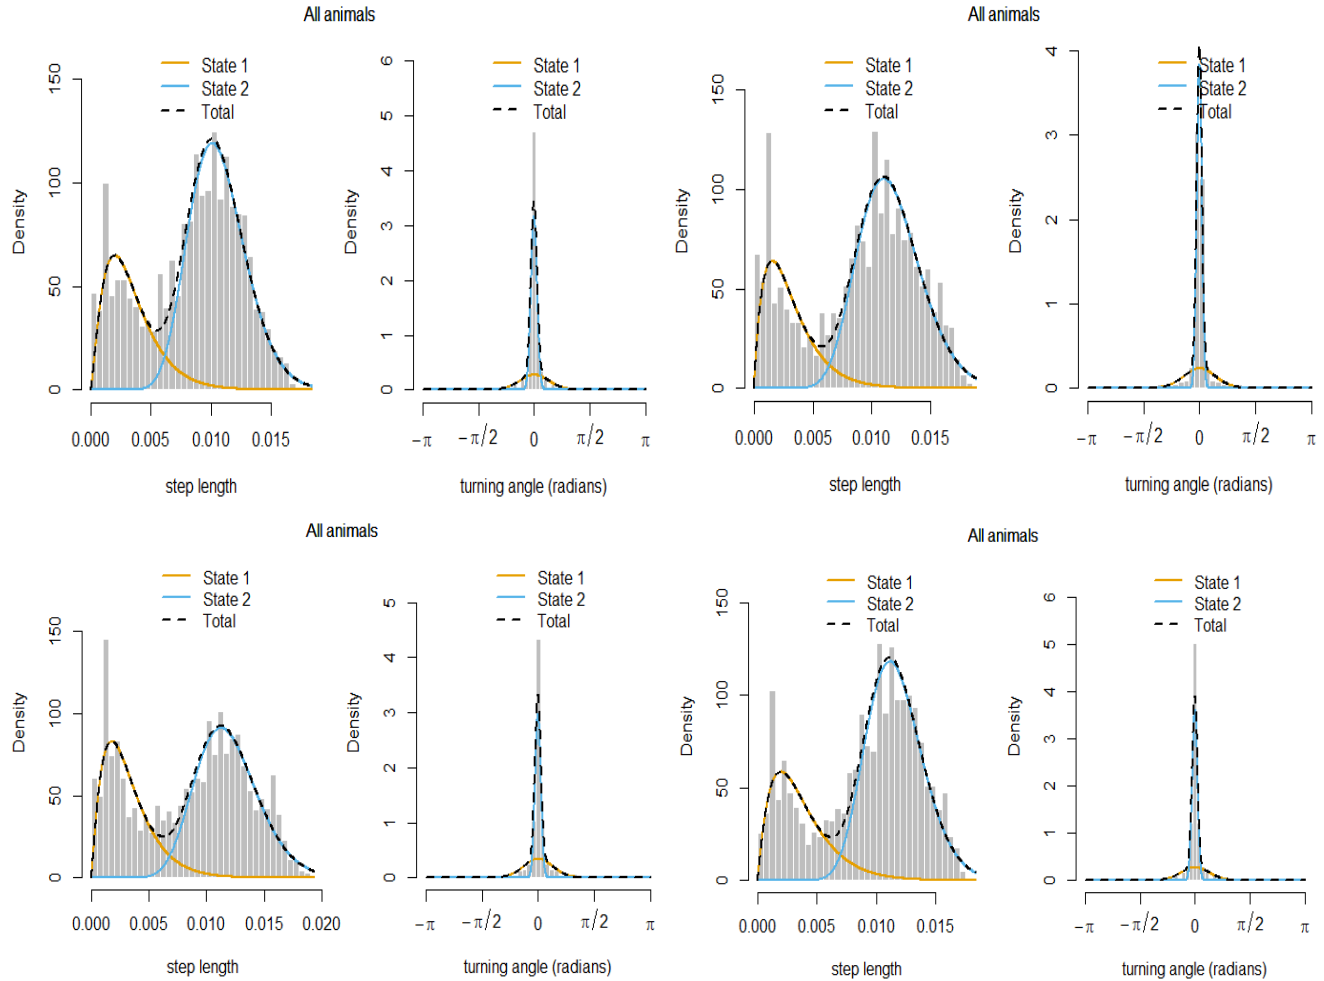 All animals
State 1
State 2
Total
Density
150
100
50
0
0.000 0.005 0.010 0.015
step length
State 1
State 2
Total
Density
6
5
4
3
2
1
0
−π −π/2 0 π/2 π
turning angle (radians)
All animals
State 1
State 2
Total
Density
150
100
50
0
0.000 0.005 0.010 0.015
step length
State 1
State 2
Total
Density
4
3
2
1
0
−π −π/2 0 π/2 π
turning angle (radians)
All animals
State 1
State 2
Total
Density
150
100
50
0
0.000 0.005 0.010 0.015 0.020
step length
State 1
State 2
Total
Density
5
4
3
2
1
0
−π −π/2 0 π/2 π
turning angle (radians)
All animals
State 1
State 2
Total
Density
150
100
50
0
0.000 0.005 0.010 0.015
step length
State 1
State 2
Total
Density
6
5
4
3
2
1
0
−π −π/2 0 π/2 π
turning angle (radians)